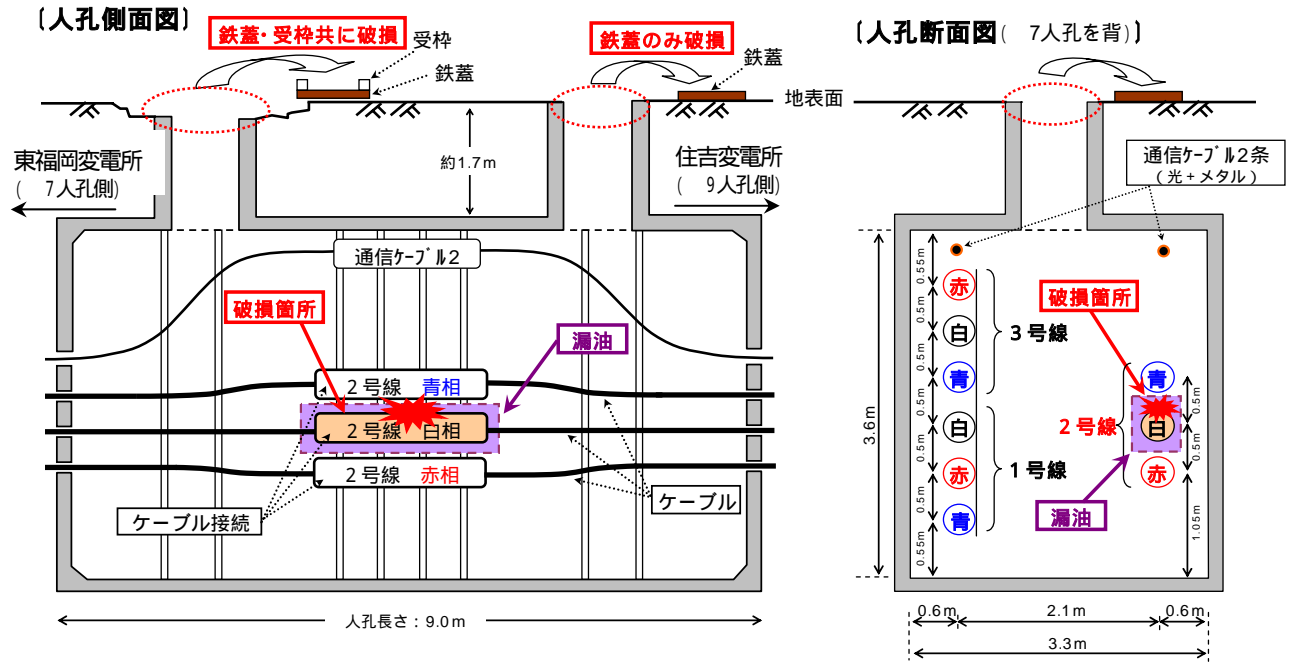 〔人孔側面図〕
鉄蓋・受枠共に破損
受枠
鉄蓋
鉄蓋のみ破損
鉄蓋
地表面
東福岡変電所
( 7人孔側)
約1.7m
住吉変電所
( 9人孔側)
通信ケーブル2
破損箇所
漏油
2号線 青相
2号線 白相
2号線 赤相
ケーブル接続
ケーブル
人孔長さ：9.0m
〔人孔断面図( 7人孔を背)〕
鉄蓋
通信ケーブル2条
(光+メタル)
3.6m
0.55m
0.5m
0.5m
0.5m
0.5m
0.5m
0.55m
赤
白
青
白
赤
青
3号線
1号線
破損箇所
2号線
青
白
赤
0.5m
0.5m
1.05m
漏油
0.6m
2.1m
0.6m
3.3m